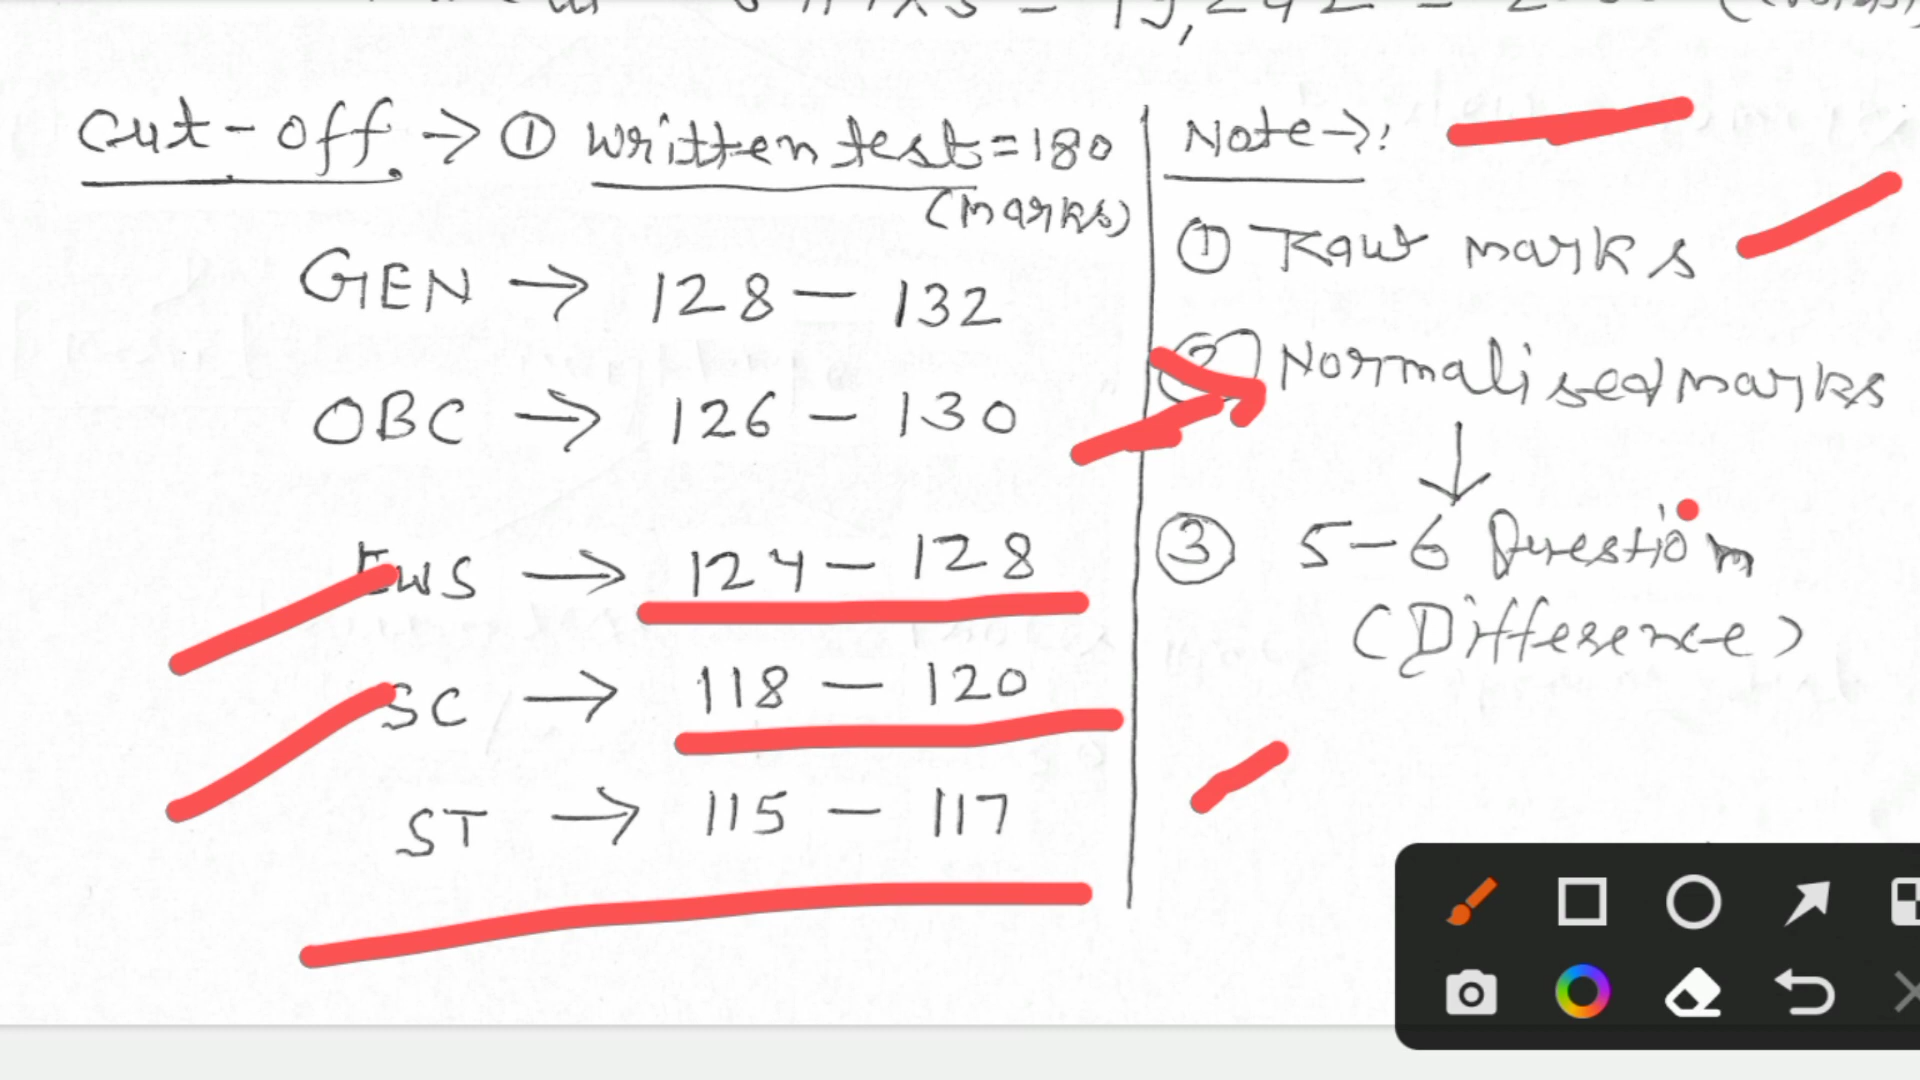 cut-off. → ① written test = 180
(marks)
GEN → 128 - 132
OBC → 126 - 130
EWS → 124 - 128
SC → 118 - 120
ST → 115 - 117
Note →:
① Raw marks
② Normalised marks
↓
③ 5-6 Question
(Difference)